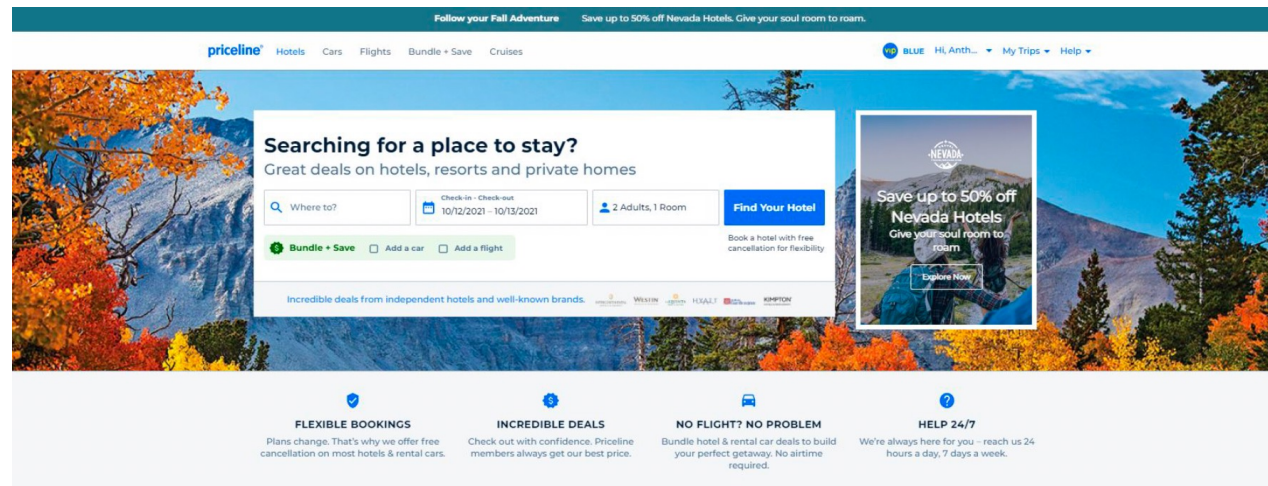 Follow your Fall Adventure Save up to 50% off Nevada Hotels. Give your soul room to roam.
priceline Hotels Cars Flights Bundle + Save Cruises
VIP BLUE Hi, Anth... My Trips Help
Searching for a place to stay?
Great deals on hotels, resorts and private homes
Where to?
Check-in - Check-out
10/12/2021 - 10/13/2021
2 Adults, 1 Room
Find Your Hotel
Bundle + Save Add a car Add a flight
Book a hotel with free
cancellation for flexibility
Incredible deals from independent hotels and well-known brands.
WESTIN HYATT KIMPTON
NEVADA
Save up to 50% off
Nevada Hotels
Give your soul room to
roam
Explore Now
FLEXIBLE BOOKINGS
Plans change. That's why we offer free
cancellation on most hotels & rental cars.
INCREDIBLE DEALS
Check out with confidence. Priceline
members always get our best price.
NO FLIGHT? NO PROBLEM
Bundle hotel & rental car deals to build
your perfect getaway. No airtime
required.
HELP 24/7
We're always here for you – reach us 24
hours a day, 7 days a week.